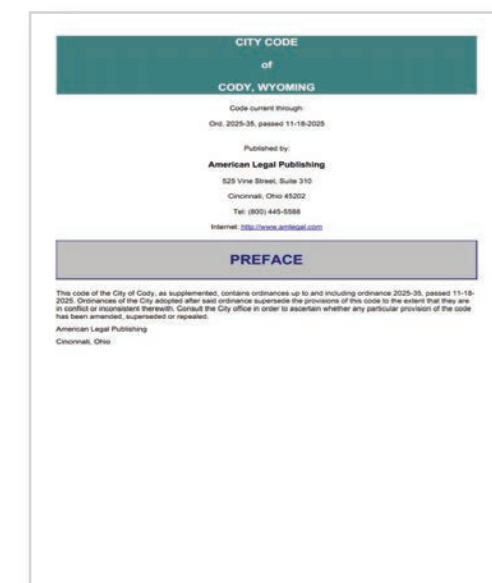 CITY CODE
of
CODY, WYOMING
Code current through:
Ord. 2025-35, passed 11-18-2025
Published by:
American Legal Publishing
525 Vine Street, Suite 310
Cincinnati, Ohio 45202
Tel: (800) 445-5588
Internet: http://www.amlegal.com
PREFACE
This code of the City of Cody, as supplemented, contains ordinances up to and including ordinance 2025-35, passed 11-18-
2025. Ordinances of the City adopted after said ordinance supersede the provisions of this code to the extent that they are
in conflict or inconsistent therewith. Consult the City office in order to ascertain whether any particular provision of the code
has been amended, superseded or repealed.
American Legal Publishing
Cincinnati, Ohio